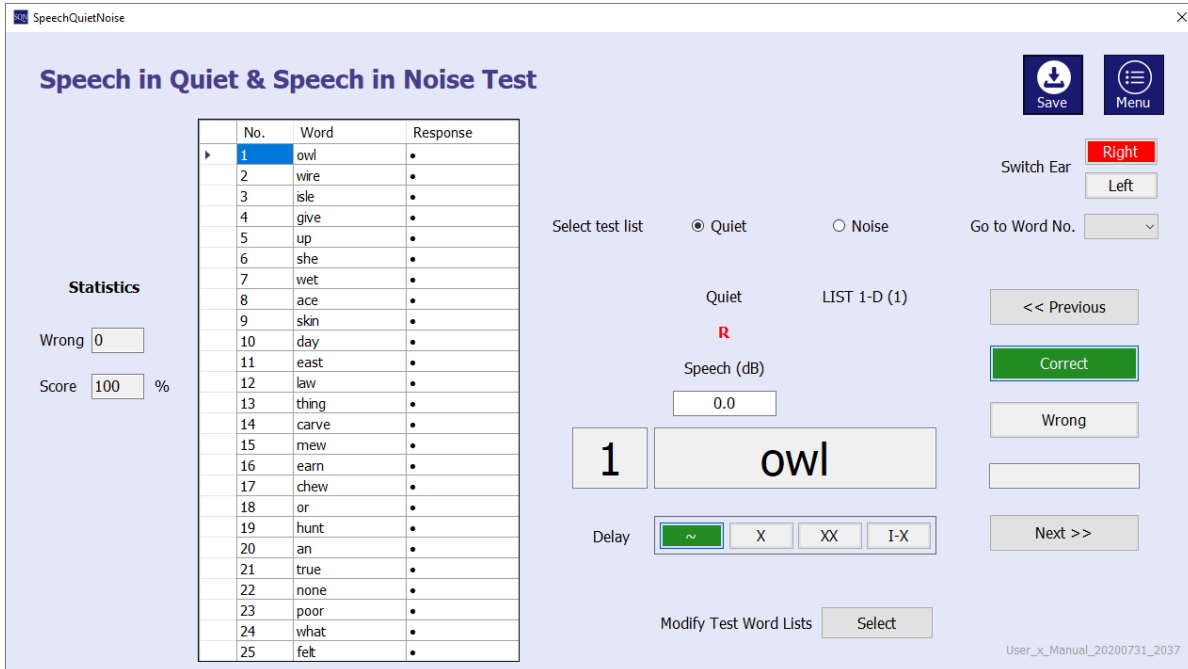 SQN SpeechQuietNoise
Speech in Quiet & Speech in Noise Test
Save
Menu
No. Word Response
1 owl •
2 wire •
3 isle •
4 give •
5 up •
6 she •
7 wet •
8 ace •
9 skin •
10 day •
11 east •
12 law •
13 thing •
14 carve •
15 mew •
16 earn •
17 chew •
18 or •
19 hunt •
20 an •
21 true •
22 none •
23 poor •
24 what •
25 felt •
Statistics
Wrong 0
Score 100 %
Switch Ear
Right
Left
Select test list Quiet Noise
Go to Word No.
Quiet LIST 1-D (1)
R
Speech (dB)
0.0
1 owl
Delay ~ X XX I-X
Modify Test Word Lists Select
<< Previous
Correct
Wrong
Next >>
User_x_Manual_20200731_2037